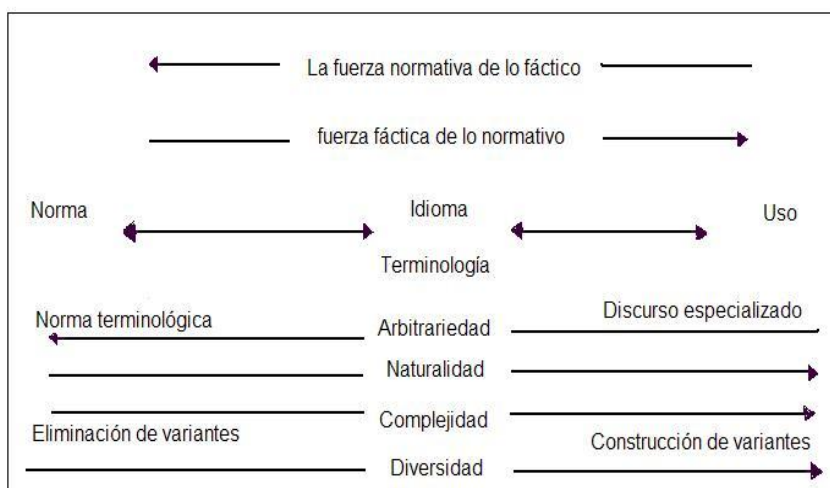 La fuerza normativa de lo fáctico
fuerza fáctica de lo normativo
Norma Idioma Uso
Terminología
Norma terminológica Arbitrariedad Discurso especializado
Naturalidad
Complejidad
Eliminación de variantes Construcción de variantes
Diversidad